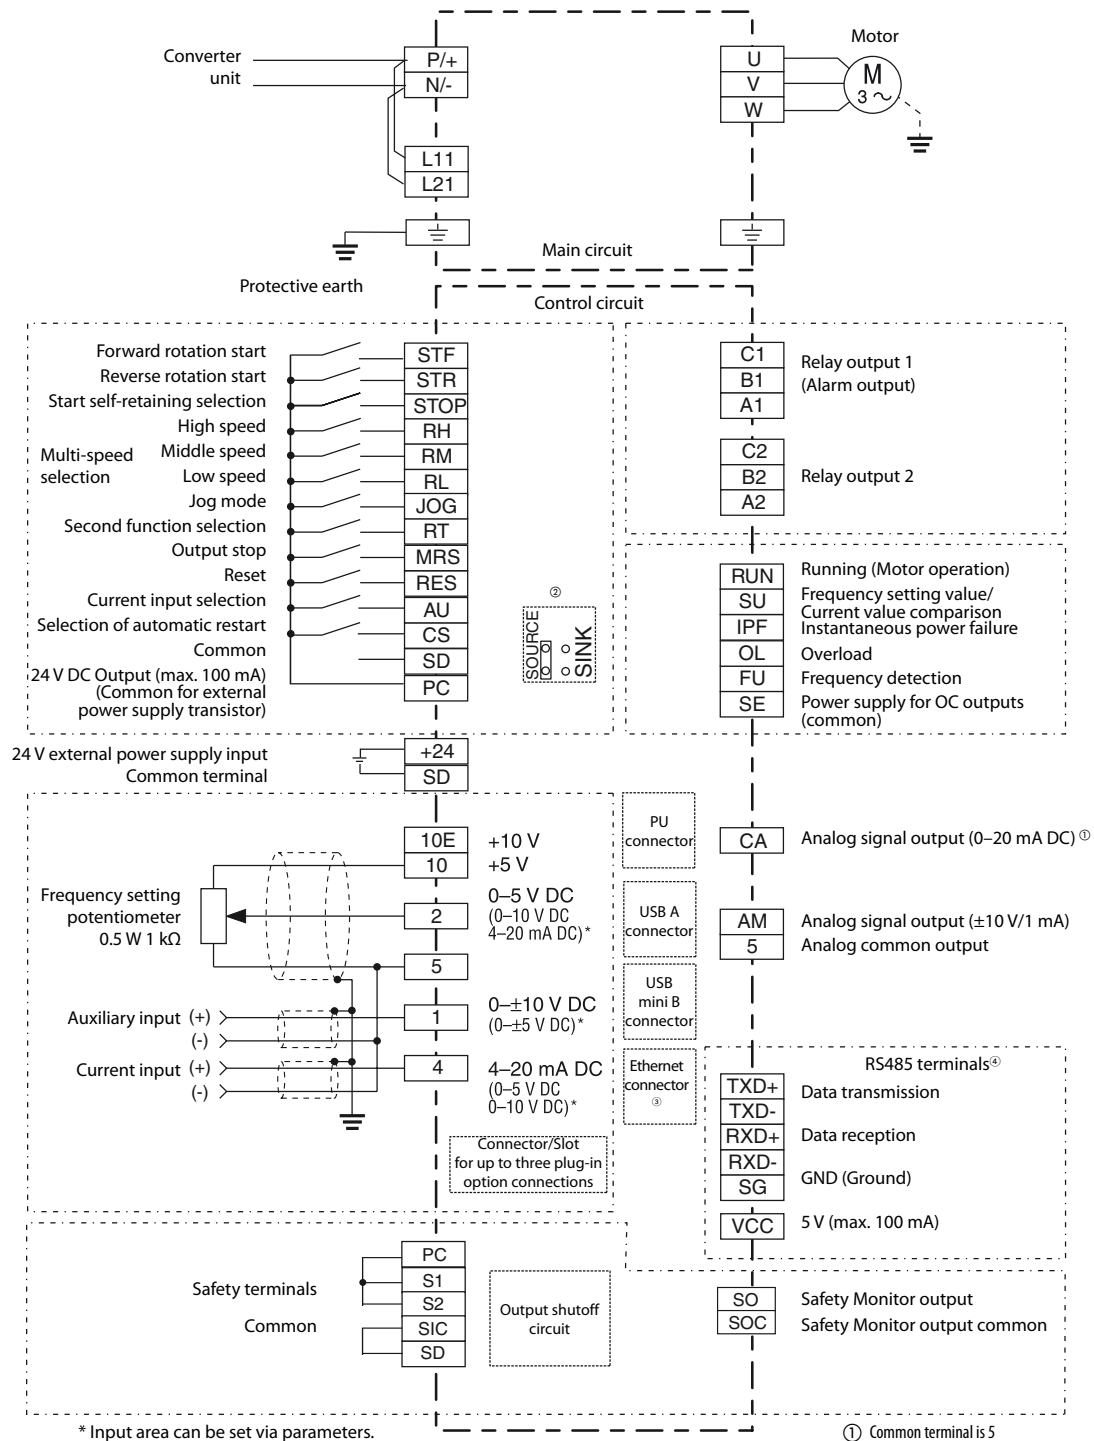 Converter
unit
P/+
N/-
L11
L21
U
V
W
Motor
M
3 ~
Main circuit
Protective earth
Control circuit
Forward rotation start
STF
Reverse rotation start
STR
Start self-retaining selection
STOP
High speed
RH
Multi-speed
selection
Middle speed
RM
Low speed
RL
Jog mode
JOG
Second function selection
RT
Output stop
MRS
Reset
RES
Current input selection
AU
Selection of automatic restart
CS
Common
SD
24 V DC Output (max. 100 mA)
(Common for external
power supply transistor)
PC
②
SOURCE
SINK
C1
B1
A1
Relay output 1
(Alarm output)
C2
B2
A2
Relay output 2
RUN
Running (Motor operation)
SU
Frequency setting value/
Current value comparison
IPF
Instantaneous power failure
OL
Overload
FU
Frequency detection
SE
Power supply for OC outputs
(common)
24 V external power supply input
+24
Common terminal
SD
10E
+10 V
10
+5 V
Frequency setting
potentiometer
0.5 W 1 kΩ
2
0–5 V DC
(0–10 V DC
4–20 mA DC)*
5
Auxiliary input (+)
(-)
1
0–±10 V DC
(0–±5 V DC)*
Current input (+)
(-)
4
4–20 mA DC
(0–5 V DC
0–10 V DC)*
Connector/Slot
for up to three plug-in
option connections
PU
connector
USB A
connector
USB
mini B
connector
Ethernet
connector
③
CA
Analog signal output (0–20 mA DC) ①
AM
Analog signal output (±10 V/1 mA)
5
Analog common output
RS485 terminals④
TXD+
Data transmission
TXD-
RXD+
Data reception
RXD-
SG
GND (Ground)
VCC
5 V (max. 100 mA)
Safety terminals
Common
PC
S1
S2
SIC
SD
Output shutoff
circuit
SO
Safety Monitor output
SOC
Safety Monitor output common
* Input area can be set via parameters.
① Common terminal is 5